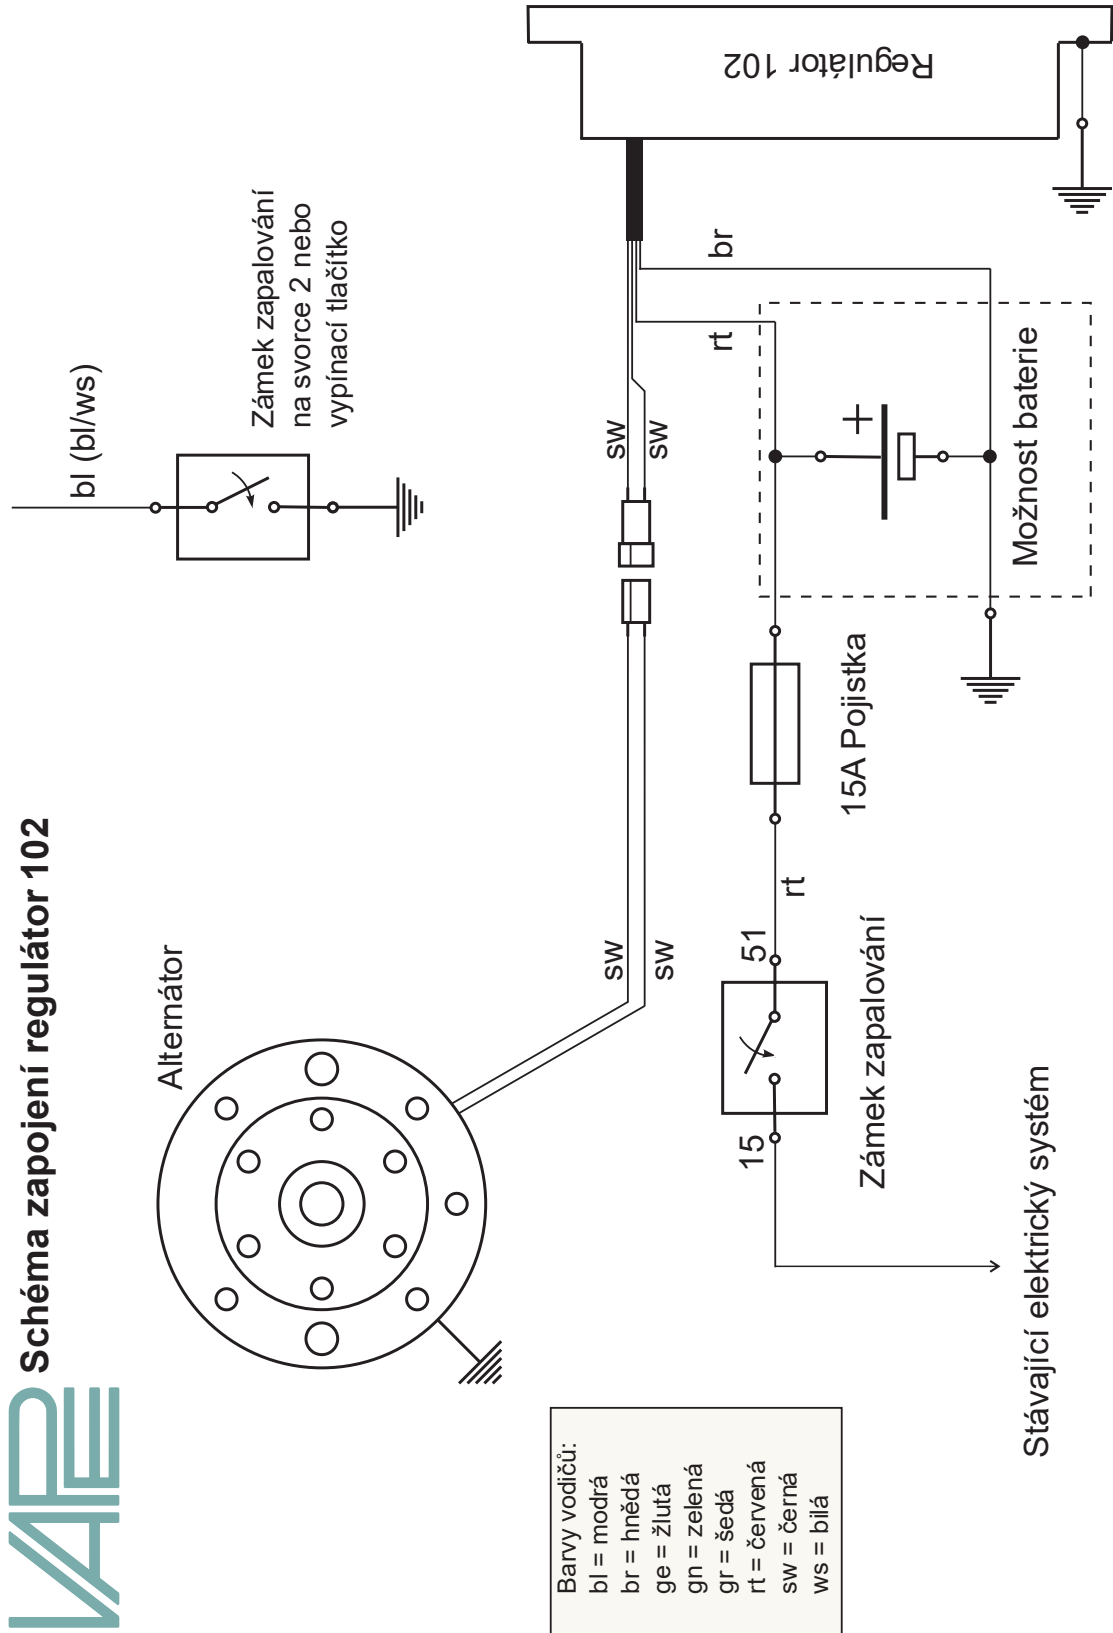 VAPE
Schéma zapojení regulátor 102
Alternátor
bl (bl/ws)
Zámek zapalování
na svorce 2 nebo
vypínací tlačítko
Barvy vodičů:
bl = modrá
br = hnědá
ge = žlutá
gn = zelená
gr = šedá
rt = červená
sw = černá
ws = bílá
sw
sw
sw
sw
Regulátor 102
br
rt
15
51
rt
Zámek zapalování
15A Pojistka
+
Možnost baterie
Stávající elektrický systém